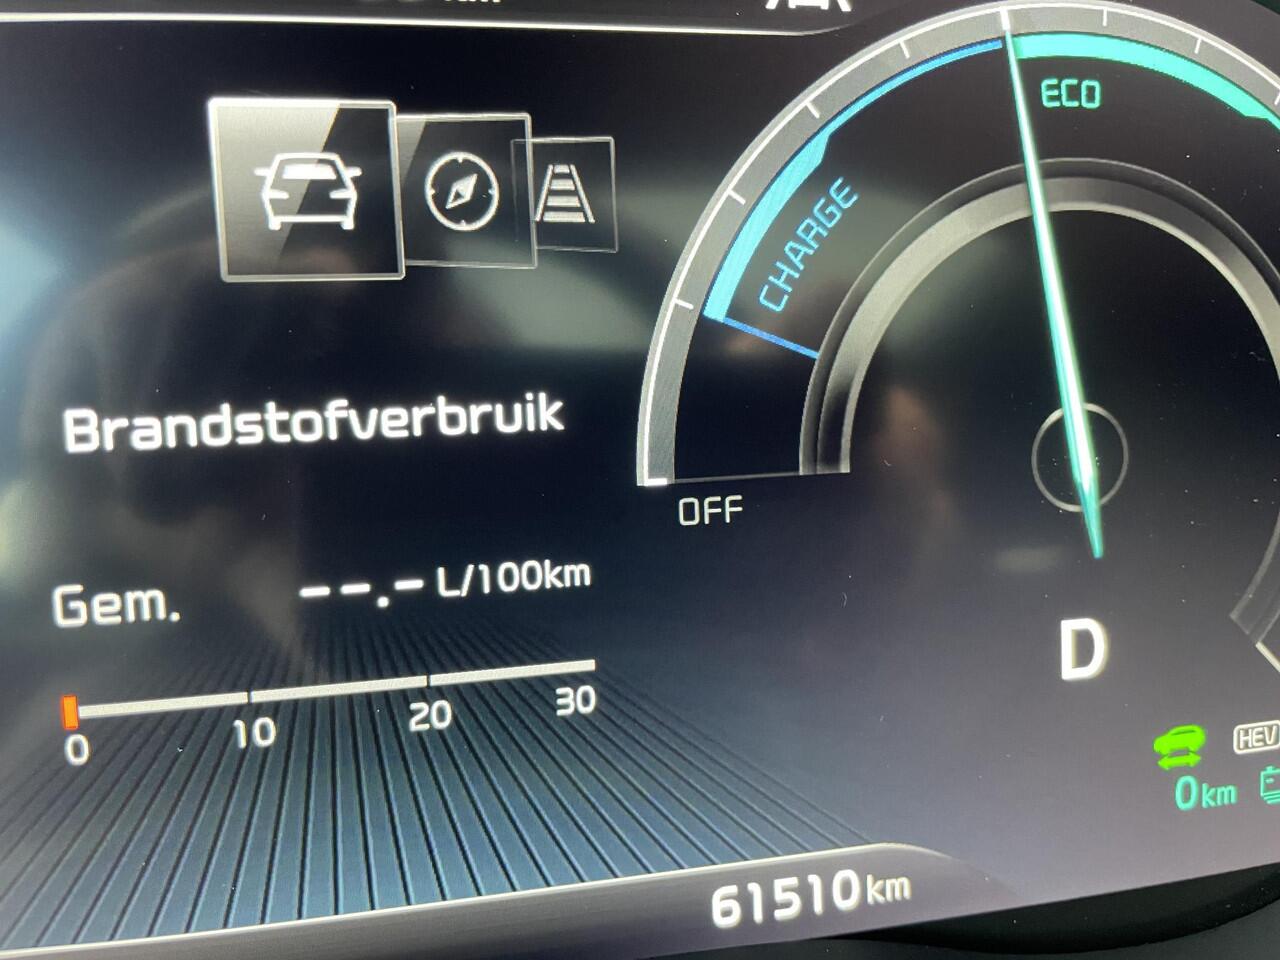 ECO
CHARGE
Brandstofverbruik
OFF
Gem. --.- L/100km
0 10 20 30
D
HEV
0km
61510km